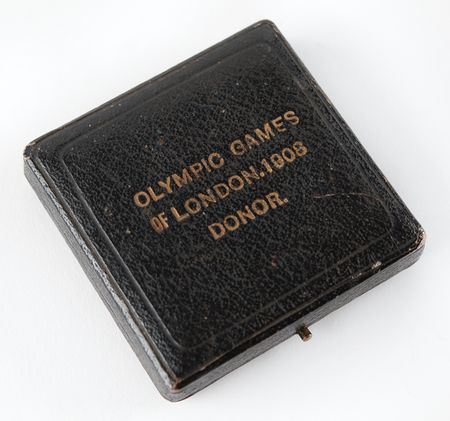 OLYMPIC GAMES
OF LONDON.1908
DONOR.